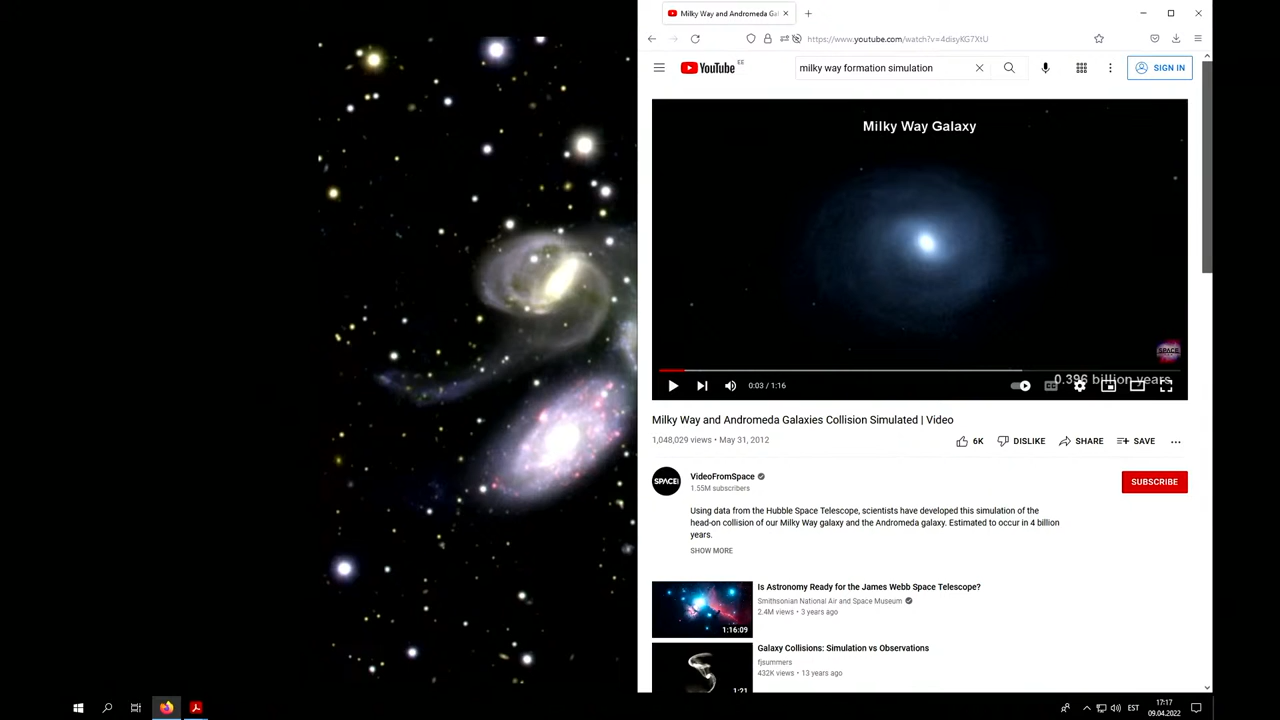 Milky Way and Andromeda Gal
https://www.youtube.com/watch?v=4disyKG7XtU
YouTube EE
milky way formation simulation
SIGN IN
Milky Way Galaxy
SPACE
0.396 billion years
0:03 / 1:16
CC
Milky Way and Andromeda Galaxies Collision Simulated | Video
1,048,029 views • May 31, 2012
6K
DISLIKE
SHARE
SAVE
SPACE
VideoFromSpace
1.55M subscribers
SUBSCRIBE
Using data from the Hubble Space Telescope, scientists have developed this simulation of the
head-on collision of our Milky Way galaxy and the Andromeda galaxy. Estimated to occur in 4 billion
years.
SHOW MORE
Is Astronomy Ready for the James Webb Space Telescope?
Smithsonian National Air and Space Museum
2.4M views • 3 years ago
1:16:09
Galaxy Collisions: Simulation vs Observations
fjsummers
432K views • 13 years ago
1:21
EST
17:17
09.04.2022